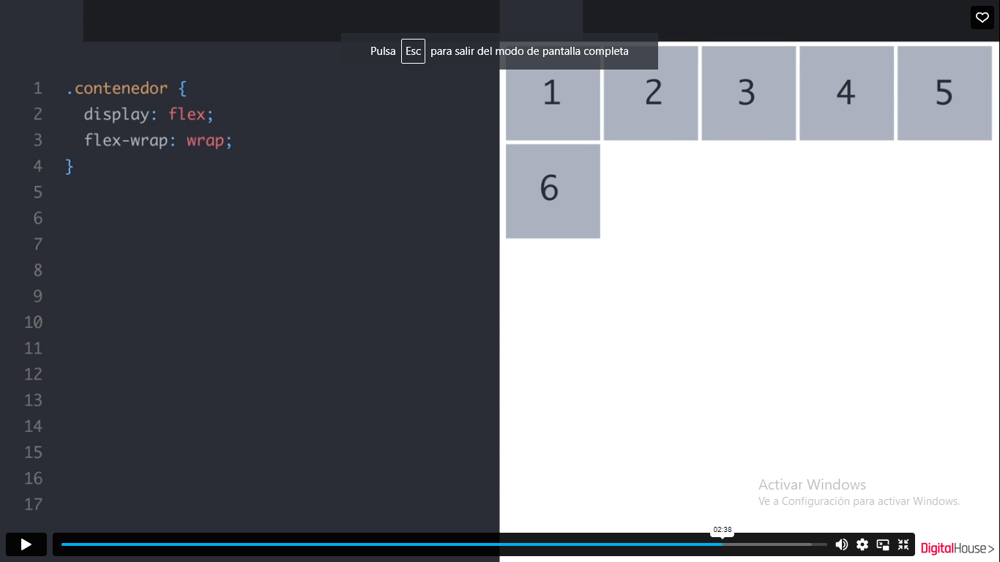 Pulsa Esc para salir del modo de pantalla completa
1 .contenedor {
2 display: flex;
3 flex-wrap: wrap;
4 }
5
6
7
8
9
10
11
12
13
14
15
16
17
1 2 3 4 5
6
Activar Windows
Ve a Configuración para activar Windows.
02:38
DigitalHouse>